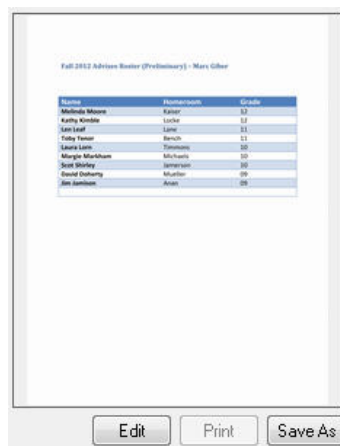 Fall 2012 Advisee Roster (Preliminary) - Marc Giber
Name Homeroom Grade
Melinda Moore Kaiser 12
Kathy Kimble Locke 12
Len Leaf Lane 11
Toby Tenor Bench 11
Laura Lorn Timmons 10
Margie Markham Michaels 10
Scot Shirley Jamerson 10
David Doherty Mueller 09
Jim Jamison Anan 09
Edit Print Save As